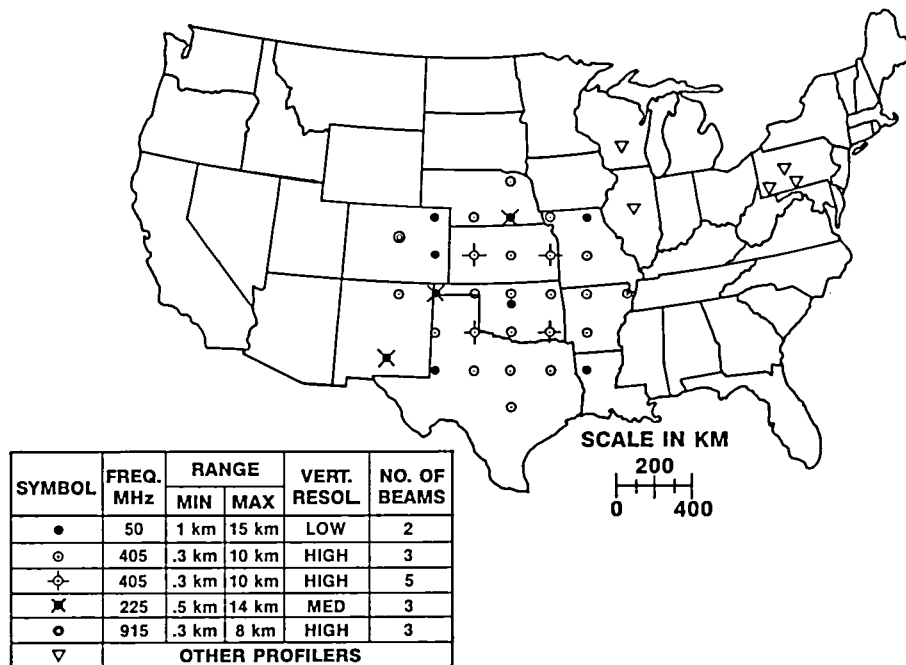 SCALE IN KM
200
0 400
SYMBOL FREQ. MHz RANGE VERT. RESOL. NO. OF BEAMS
MIN MAX
50 1 km 15 km LOW 2
405 .3 km 10 km HIGH 3
405 .3 km 10 km HIGH 5
225 .5 km 14 km MED 3
915 .3 km 8 km HIGH 3
OTHER PROFILERS